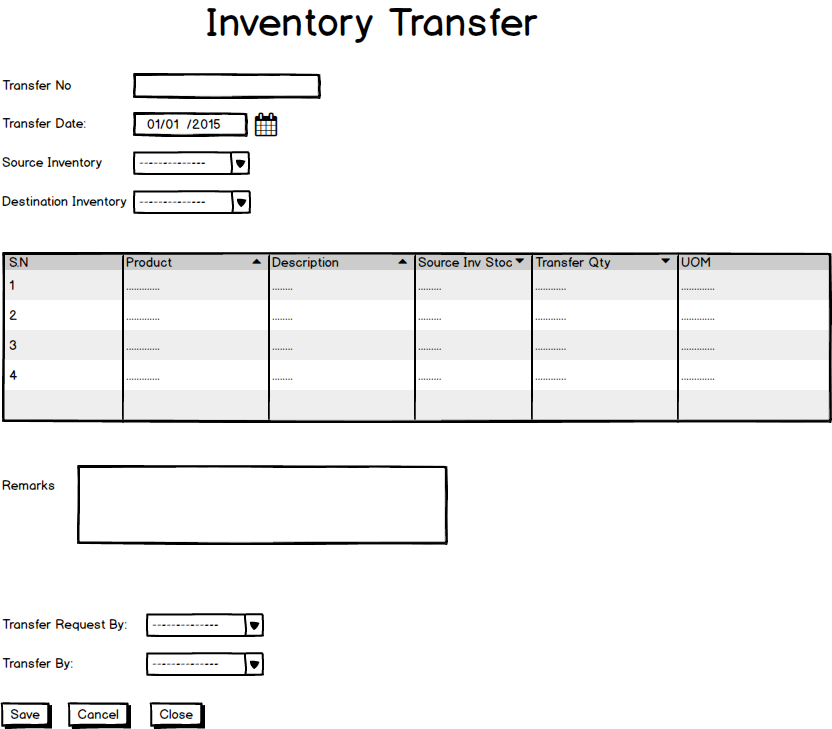 Inventory Transfer
Transfer No
Transfer Date: 01/01 /2015
Source Inventory --------------
Destination Inventory --------------
S.N Product Description Source Inv Stoc Transfer Qty UOM
1 ............. ........ ......... ............ .............
2 ............. ........ ......... ............ .............
3 ............. ........ ......... ............ .............
4 ............. ........ ......... ............ .............
Remarks
Transfer Request By: --------------
Transfer By: --------------
Save Cancel Close